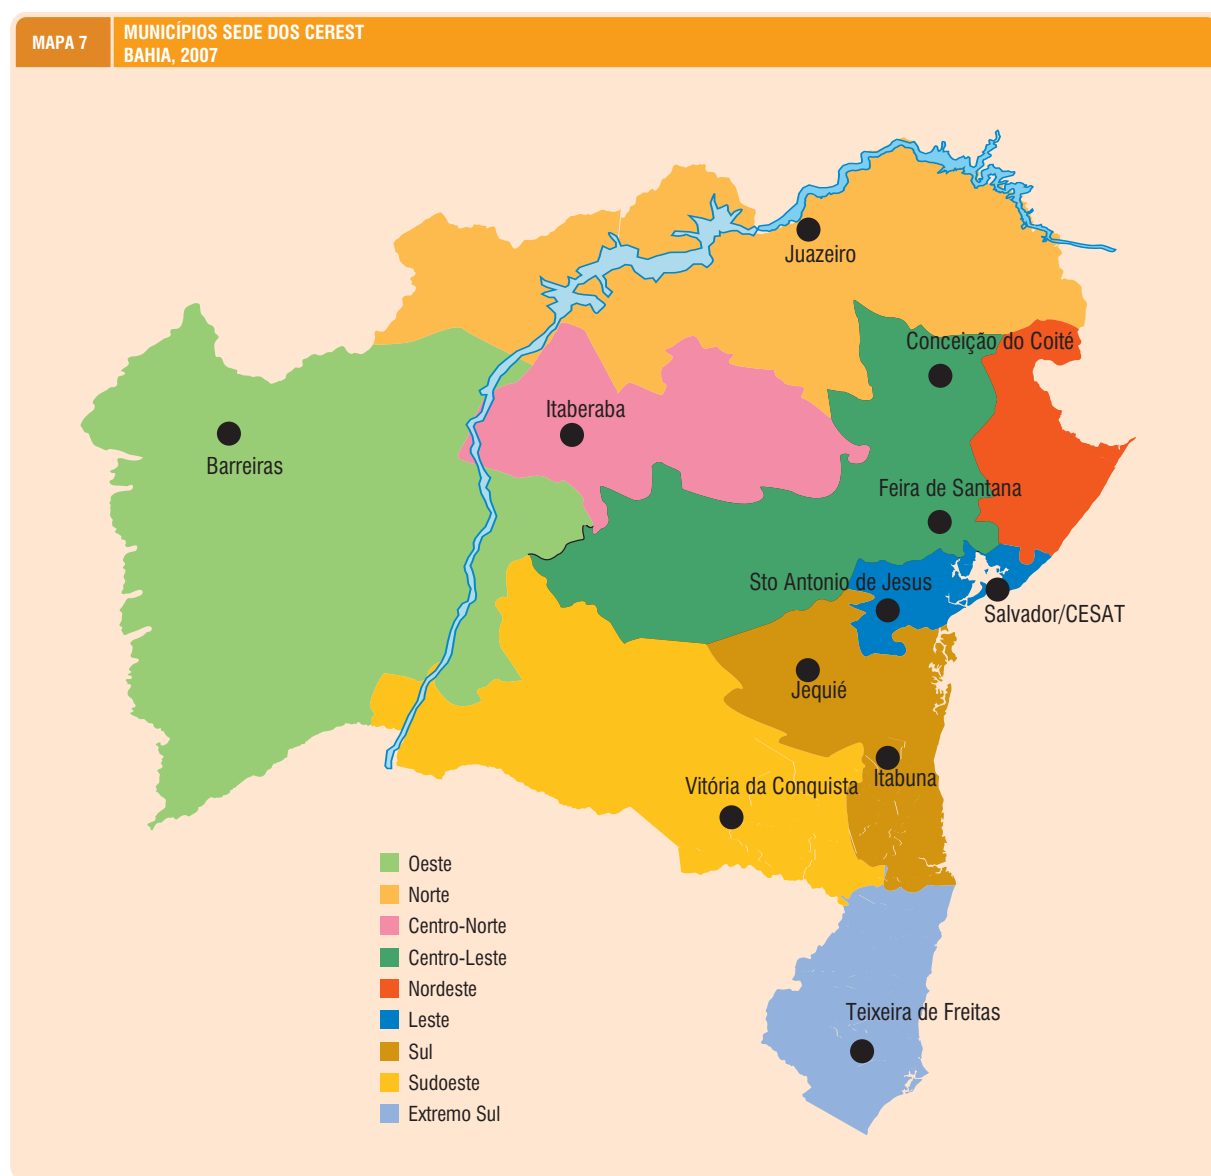 MAPA 7
MUNICÍPIOS SEDE DOS CEREST
BAHIA, 2007
Juazeiro
Conceição do Coité
Itaberaba
Barreiras
Feira de Santana
Sto Antonio de Jesus
Salvador/CESAT
Jequié
Itabuna
Vitória da Conquista
Teixeira de Freitas
Oeste
Norte
Centro-Norte
Centro-Leste
Nordeste
Leste
Sul
Sudoeste
Extremo Sul